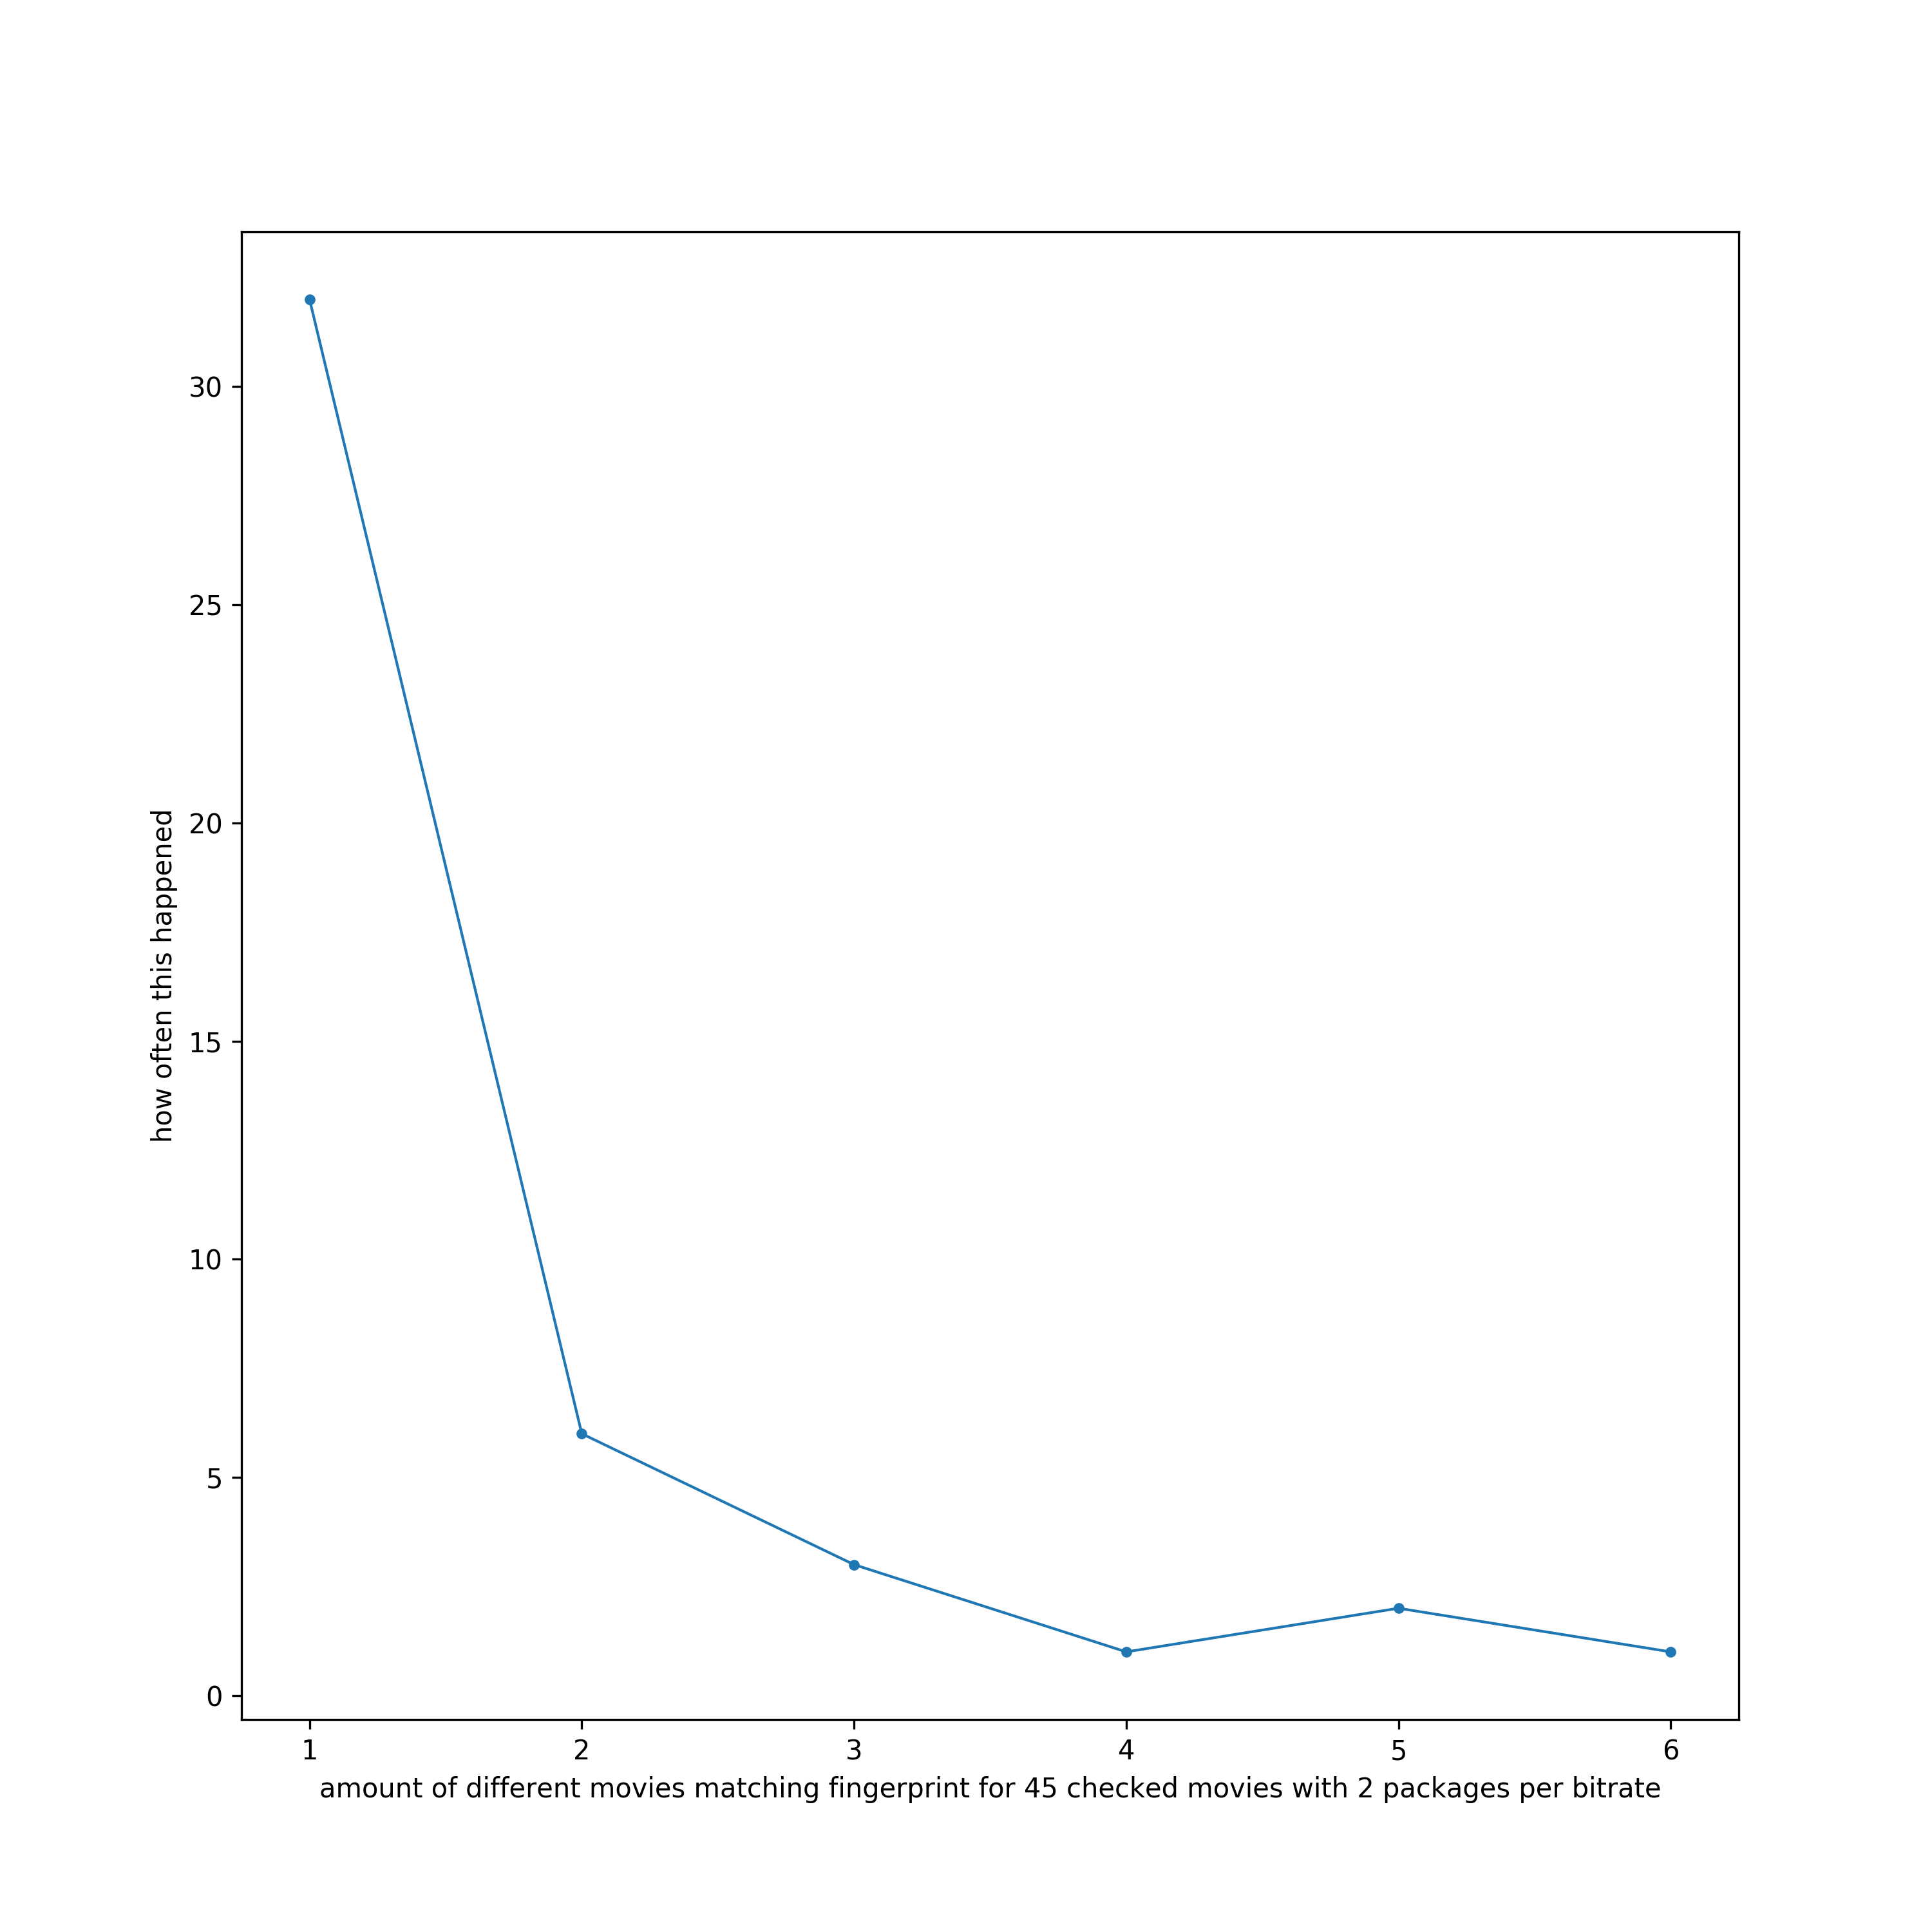 how often this happened
30
25
20
15
10
5
0
1 2 3 4 5 6
amount of different movies matching fingerprint for 45 checked movies with 2 packages per bitrate